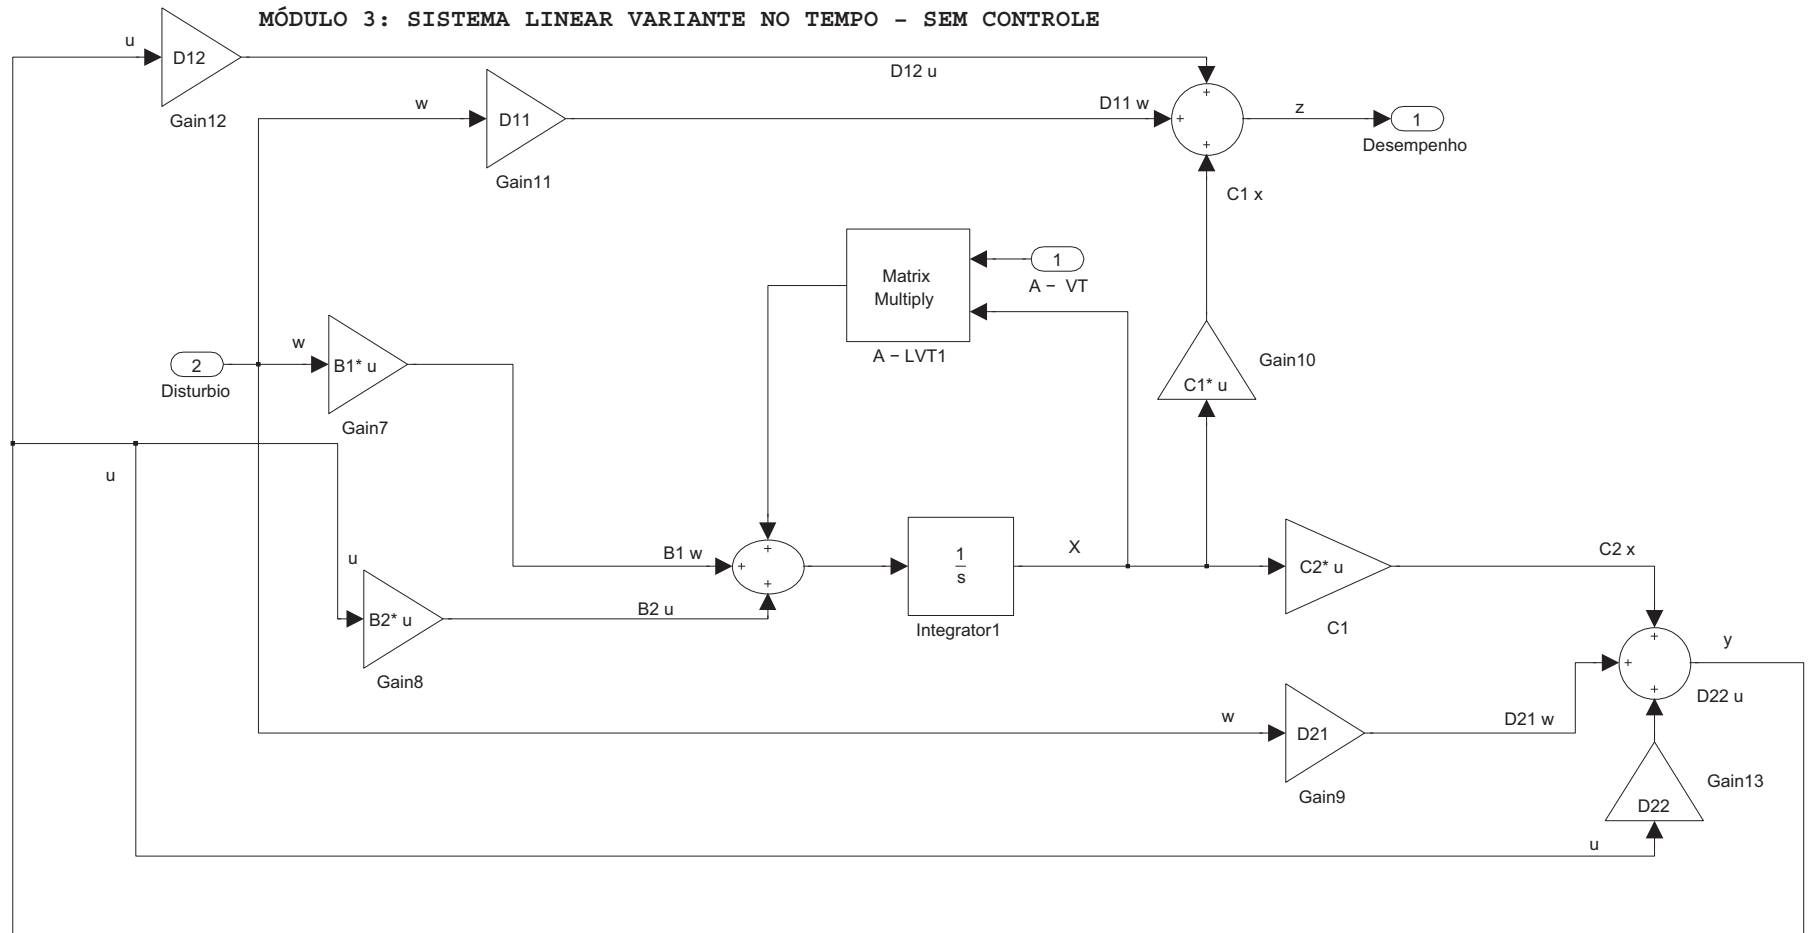 MÓDULO 3: SISTEMA LINEAR VARIANTE NO TEMPO - SEM CONTROLE
u
D12
Gain12
D12 u
w
D11
Gain11
D11 w
+
+
+
z
1
Desempenho
C1 x
Matrix
Multiply
A - LVT1
1
A - VT
C1* u
Gain10
2
Disturbio
w
B1* u
Gain7
u
u
B2* u
Gain8
B1 w
B2 u
+
+
+
1
s
Integrator1
X
C2* u
C1
C2 x
+
+
+
y
D22 u
w
D21
Gain9
D21 w
D22
Gain13
u